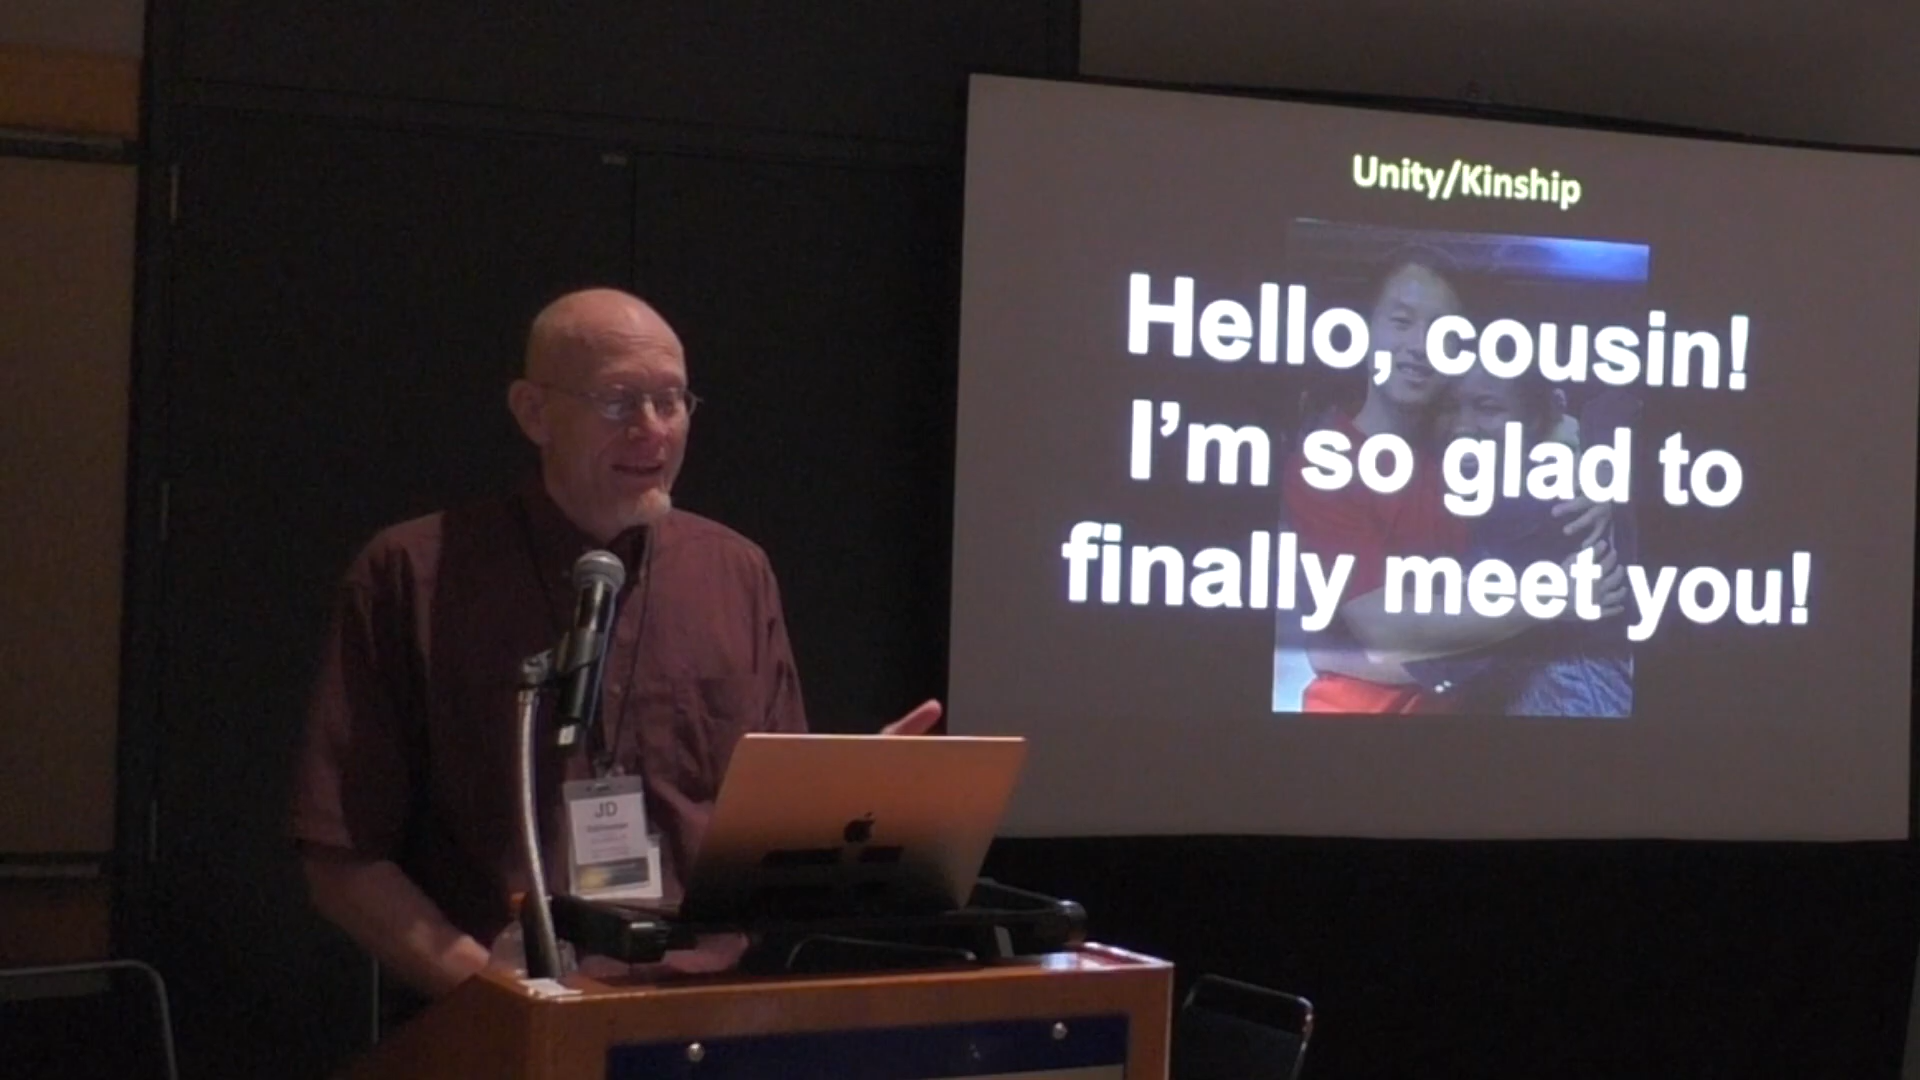 Unity/Kinship
Hello, cousin!
I’m so glad to
finally meet you!
JD